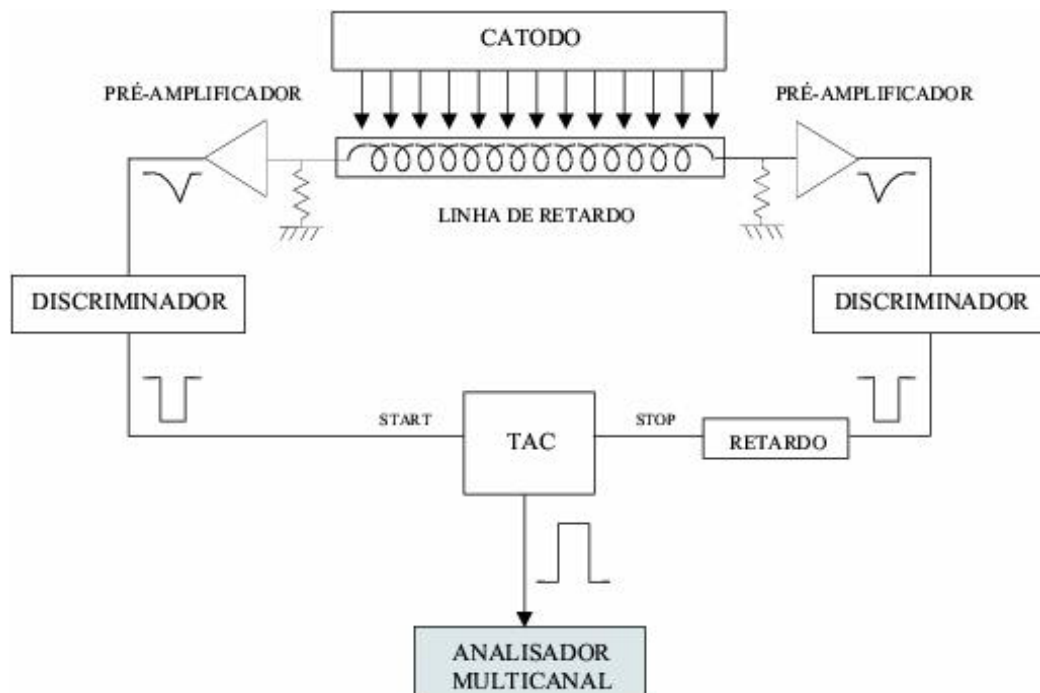 CATODO
PRÉ-AMPLIFICADOR
PRÉ-AMPLIFICADOR
LINHA DE RETARDO
DISCRIMINADOR
DISCRIMINADOR
START
TAC
STOP
RETARDO
ANALISADOR
MULTICANAL